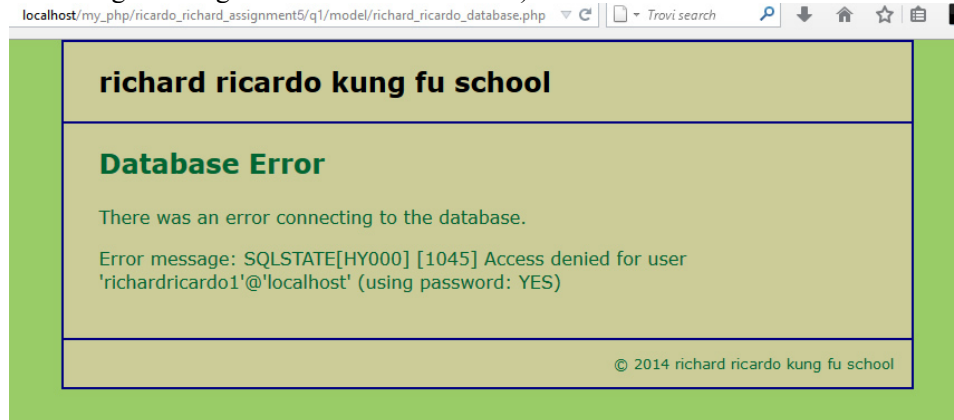 localhost/my_php/ricardo_richard_assignment5/q1/model/richard_ricardo_database.php
Trovi search
richard ricardo kung fu school
Database Error
There was an error connecting to the database.
Error message: SQLSTATE[HY000] [1045] Access denied for user
'richardricardo1'@'localhost' (using password: YES)
© 2014 richard ricardo kung fu school